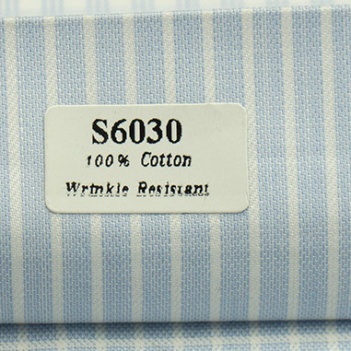 S6030
100% Cotton
Wrinkle Resistant